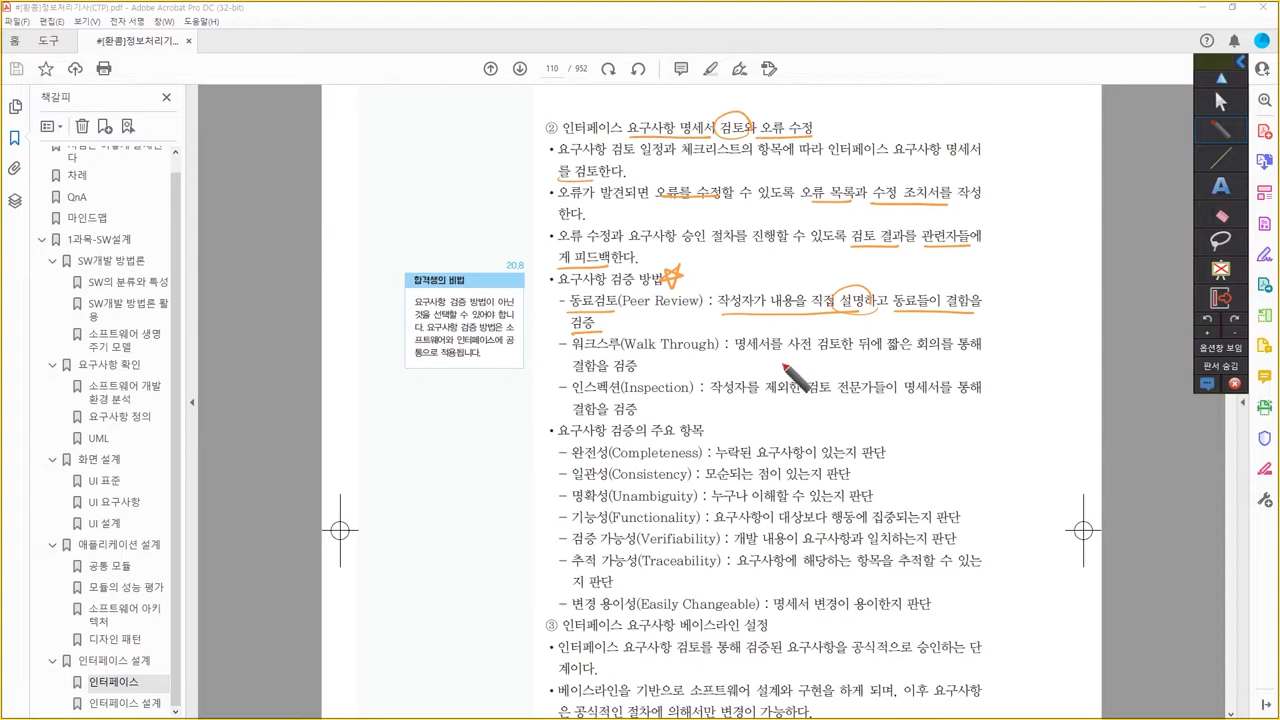 #[환콤]정보처리기사(CTP).pdf - Adobe Acrobat Pro DC (32-bit)
파일(F) 편집(E) 보기(V) 전자 서명 창(W) 도움말(H)
홈 도구 #[환콤]정보처리기... ×
110 / 952
책갈피
차례
QnA
마인드맵
1과목-SW설계
SW개발 방법론
SW의 분류와 특성
SW개발 방법론 활
용
소프트웨어 생명
주기 모델
요구사항 확인
소프트웨어 개발
환경 분석
요구사항 정의
UML
화면 설계
UI 표준
UI 요구사항
UI 설계
애플리케이션 설계
공통 모듈
모듈의 성능 평가
소프트웨어 아키
텍처
디자인 패턴
인터페이스 설계
인터페이스
인터페이스 설계
20.8
합격생의 비법
요구사항 검증 방법이 아닌
것을 선택할 수 있어야 합니
다. 요구사항 검증 방법은 소
프트웨어와 인터페이스에 공
통으로 적용됩니다.
② 인터페이스 요구사항 명세서 검토와 오류 수정
• 요구사항 검토 일정과 체크리스트의 항목에 따라 인터페이스 요구사항 명세서
를 검토한다.
• 오류가 발견되면 오류를 수정할 수 있도록 오류 목록과 수정 조치서를 작성
한다.
• 오류 수정과 요구사항 승인 절차를 진행할 수 있도록 검토 결과를 관련자들에
게 피드백한다.
• 요구사항 검증 방법
– 동료검토(Peer Review) : 작성자가 내용을 직접 설명하고 동료들이 결함을
검증
– 워크스루(Walk Through) : 명세서를 사전 검토한 뒤에 짧은 회의를 통해
결함을 검증
– 인스펙션(Inspection) : 작성자를 제외한 검토 전문가들이 명세서를 통해
결함을 검증
• 요구사항 검증의 주요 항목
– 완전성(Completeness) : 누락된 요구사항이 있는지 판단
– 일관성(Consistency) : 모순되는 점이 있는지 판단
– 명확성(Unambiguity) : 누구나 이해할 수 있는지 판단
– 기능성(Functionality) : 요구사항이 대상보다 행동에 집중되는지 판단
– 검증 가능성(Verifiability) : 개발 내용이 요구사항과 일치하는지 판단
– 추적 가능성(Traceability) : 요구사항에 해당하는 항목을 추적할 수 있는
지 판단
– 변경 용이성(Easily Changeable) : 명세서 변경이 용이한지 판단
③ 인터페이스 요구사항 베이스라인 설정
• 인터페이스 요구사항 검토를 통해 검증된 요구사항을 공식적으로 승인하는 단
계이다.
• 베이스라인을 기반으로 소프트웨어 설계와 구현을 하게 되며, 이후 요구사항
은 공식적인 절차에 의해서만 변경이 가능하다.
A
옵션창 보임
판서 숨김